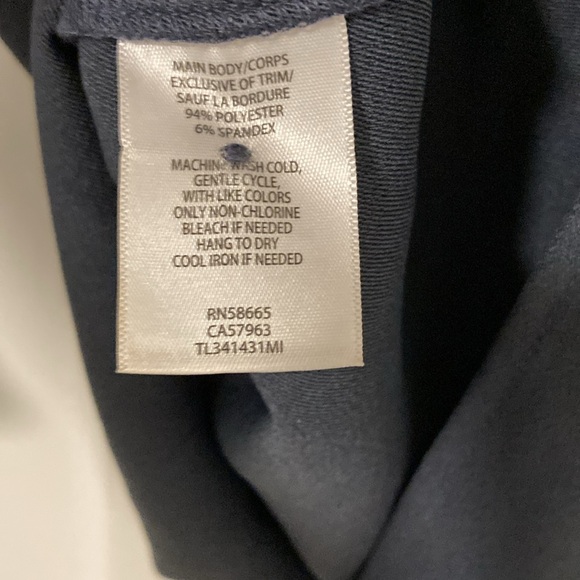 MAIN BODY/CORPS
EXCLUSIVE OF TRIM/
SAUF LA BORDURE
94% POLYESTER
6% SPANDEX
MACHINE WASH COLD,
GENTLE CYCLE,
WITH LIKE COLORS
ONLY NON-CHLORINE
BLEACH IF NEEDED
HANG TO DRY
COOL IRON IF NEEDED
RN58665
CA57963
TL341431MI